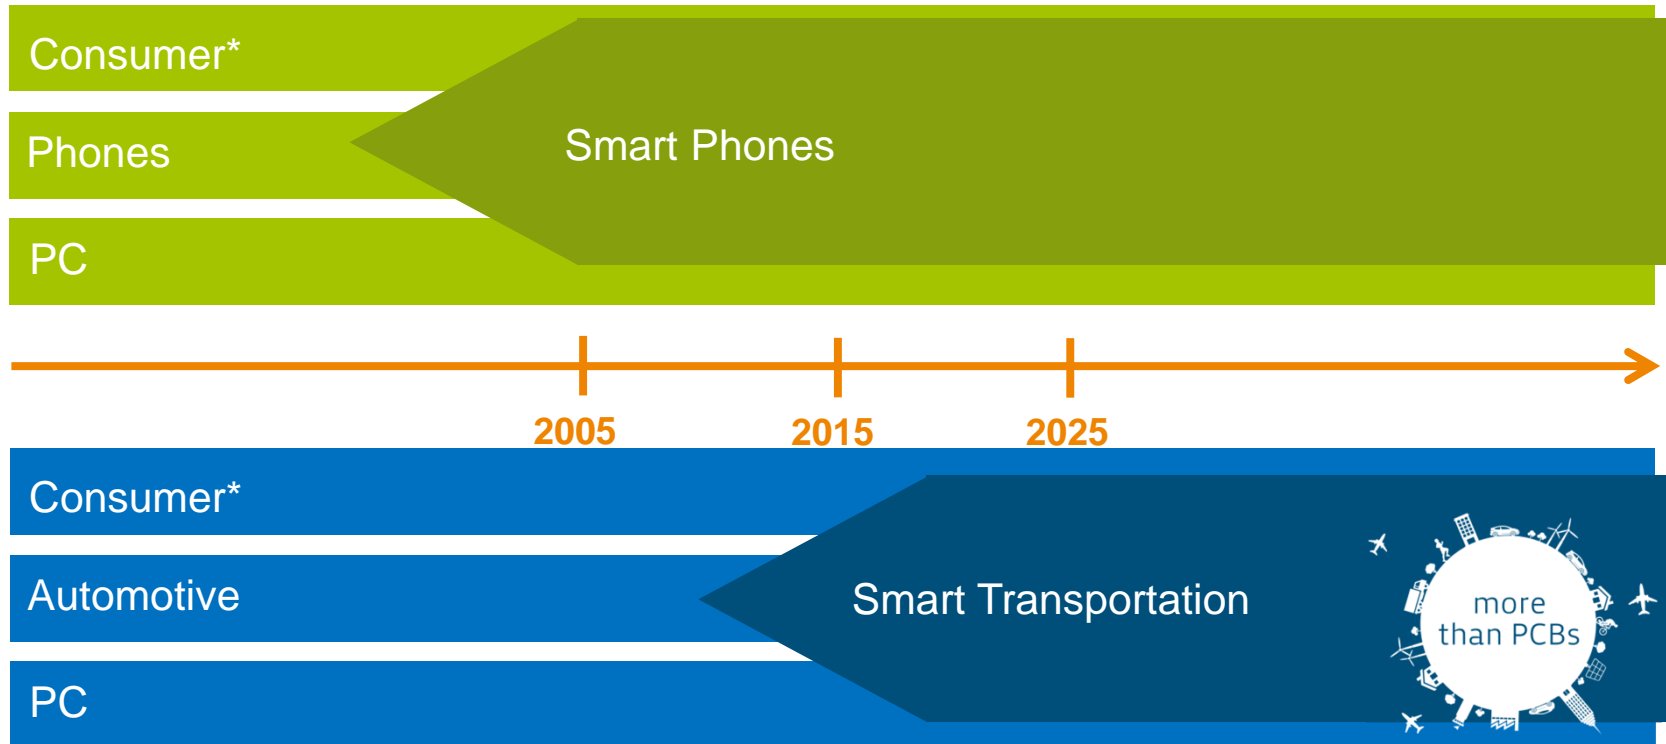 Consumer*
Phones
Smart Phones
PC
2005
2015
2025
Consumer*
Automotive
Smart Transportation
more
than PCBs
PC